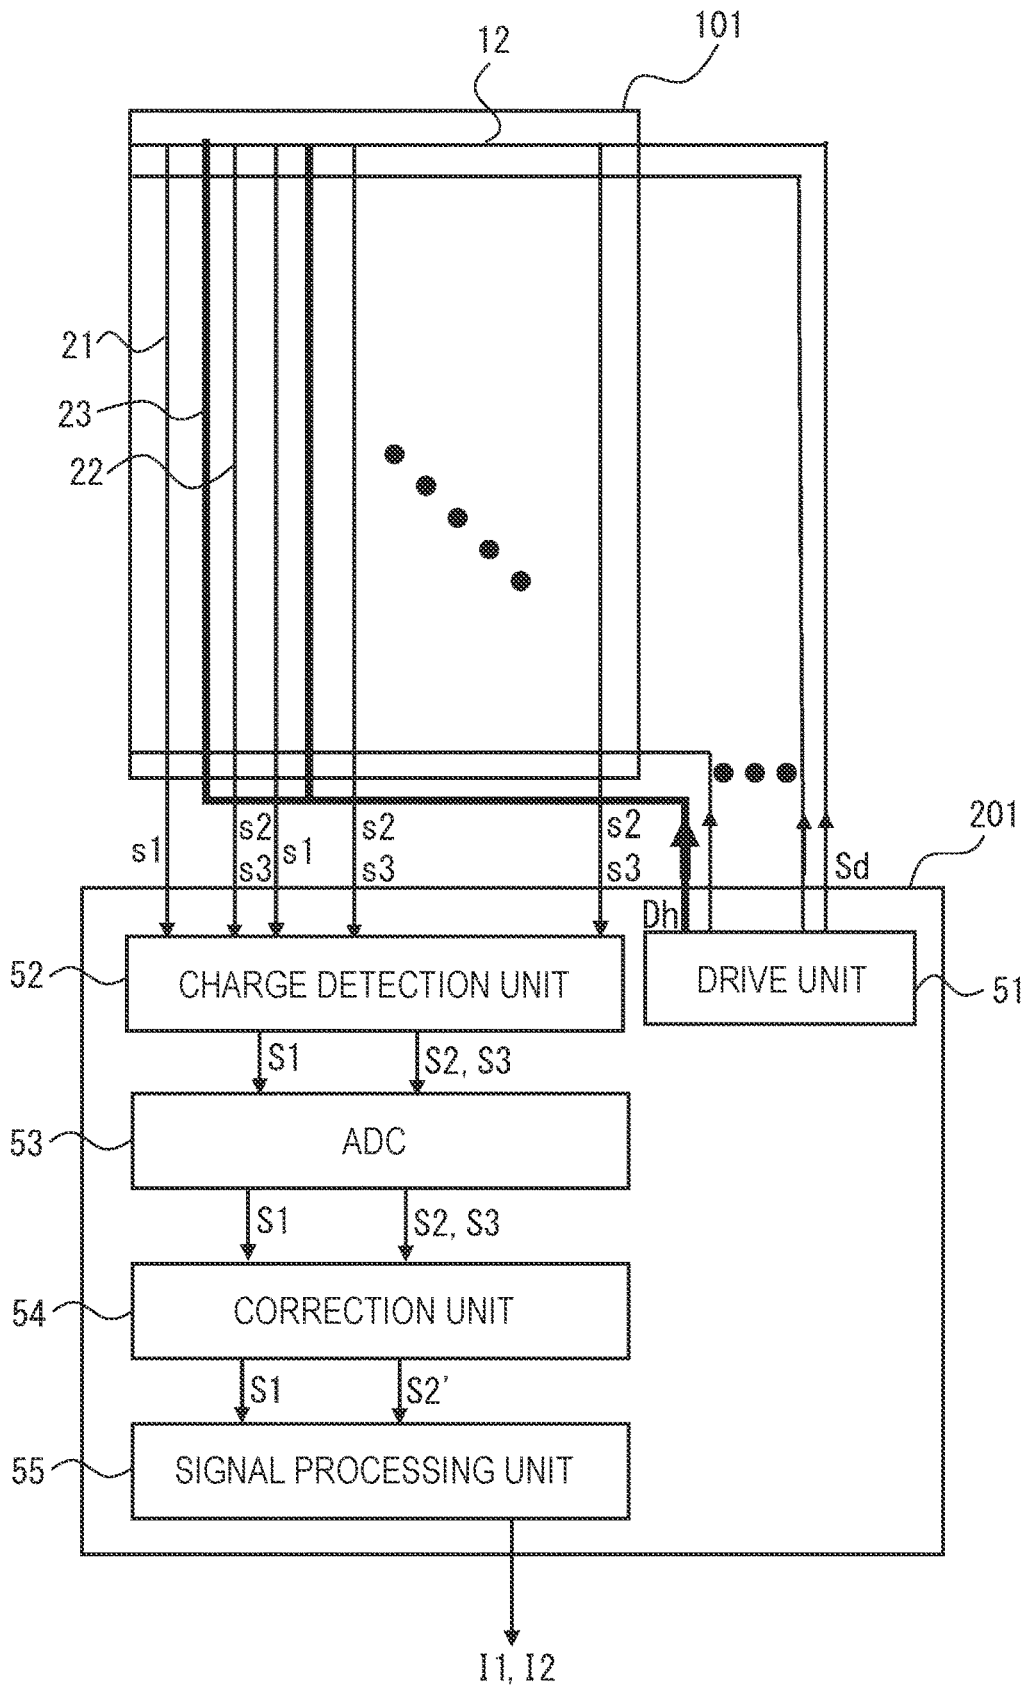 101
12
21
23
22
s1
s2
s3
s1
s2
s3
s2
s3
201
Sd
Dh
52
CHARGE DETECTION UNIT
DRIVE UNIT
51
S1
S2, S3
53
ADC
S1
S2, S3
54
CORRECTION UNIT
S1
S2'
55
SIGNAL PROCESSING UNIT
I1, I2